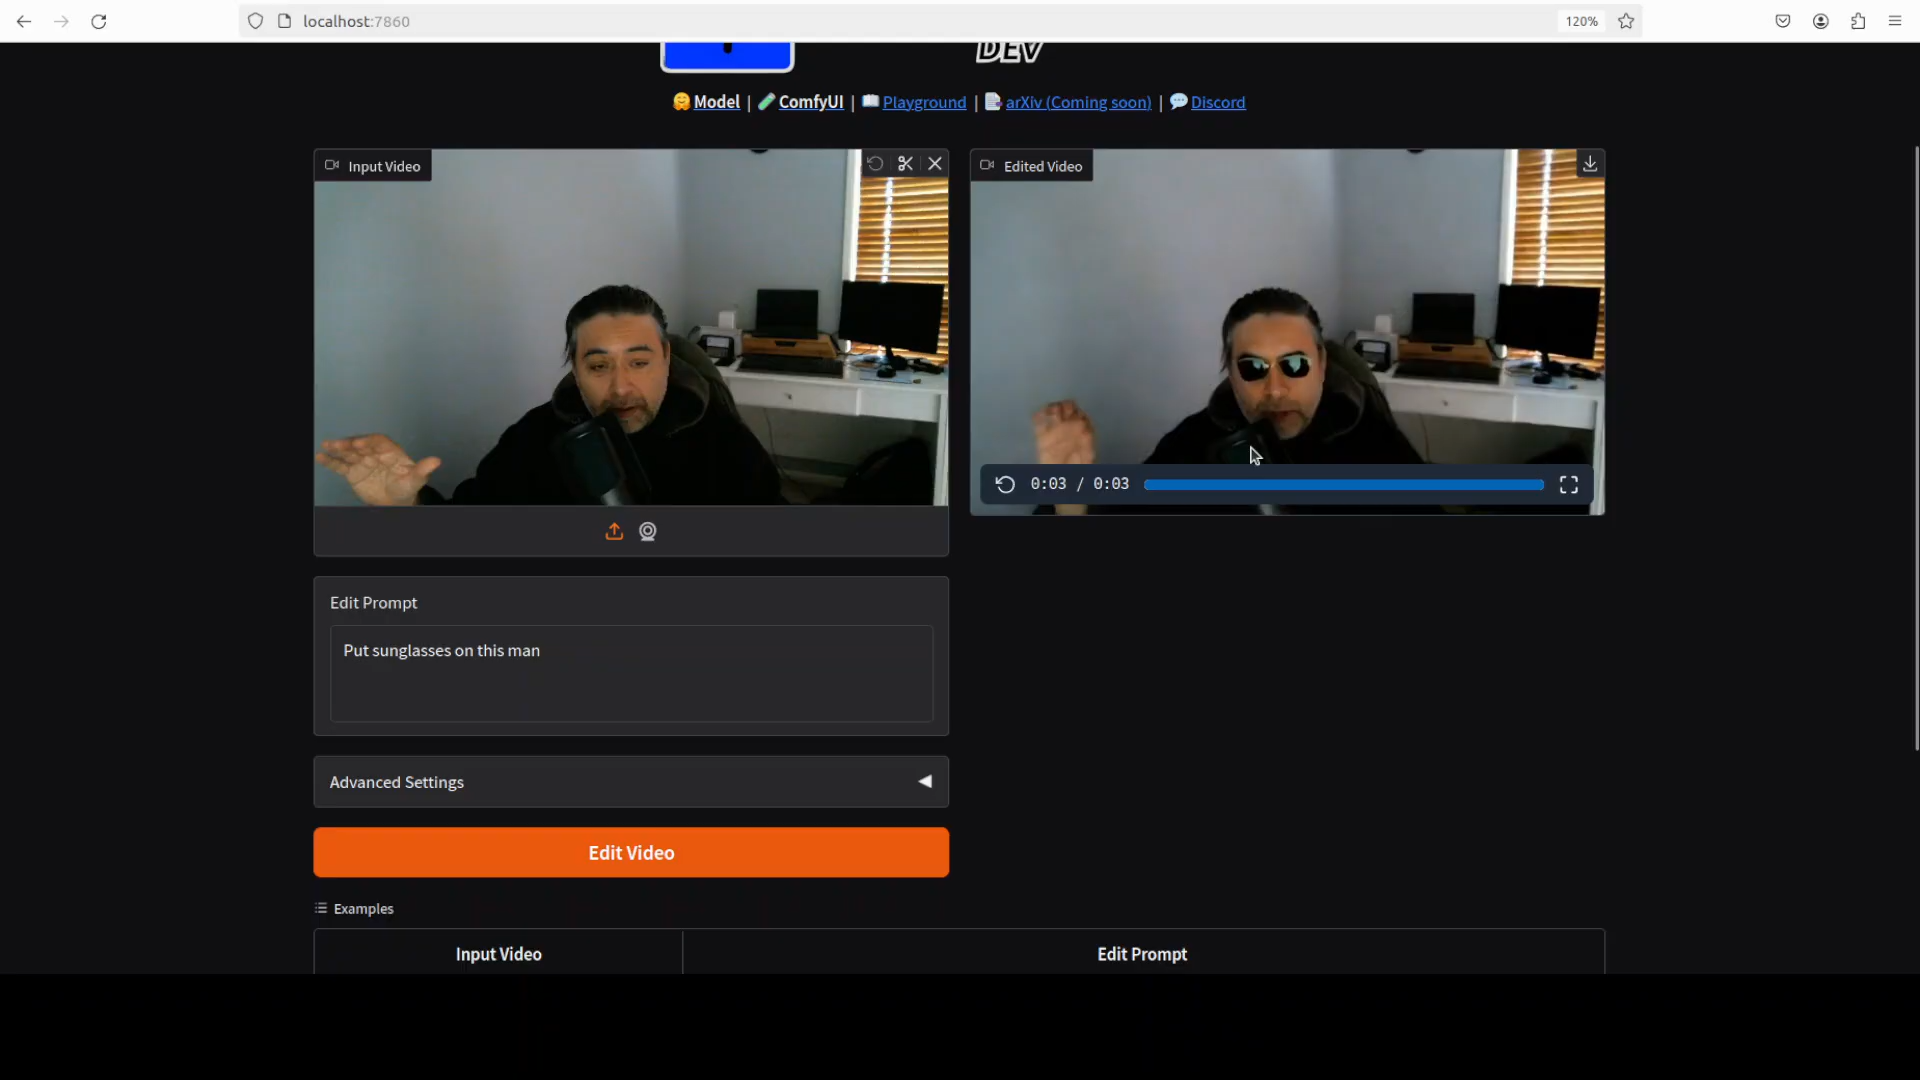 localhost:7860
120%
DEV
Model | ComfyUI | Playground | arXiv (Coming soon) | Discord
Input Video
Edited Video
0:03 / 0:03
Edit Prompt
Put sunglasses on this man
Advanced Settings
Edit Video
Examples
Input Video
Edit Prompt